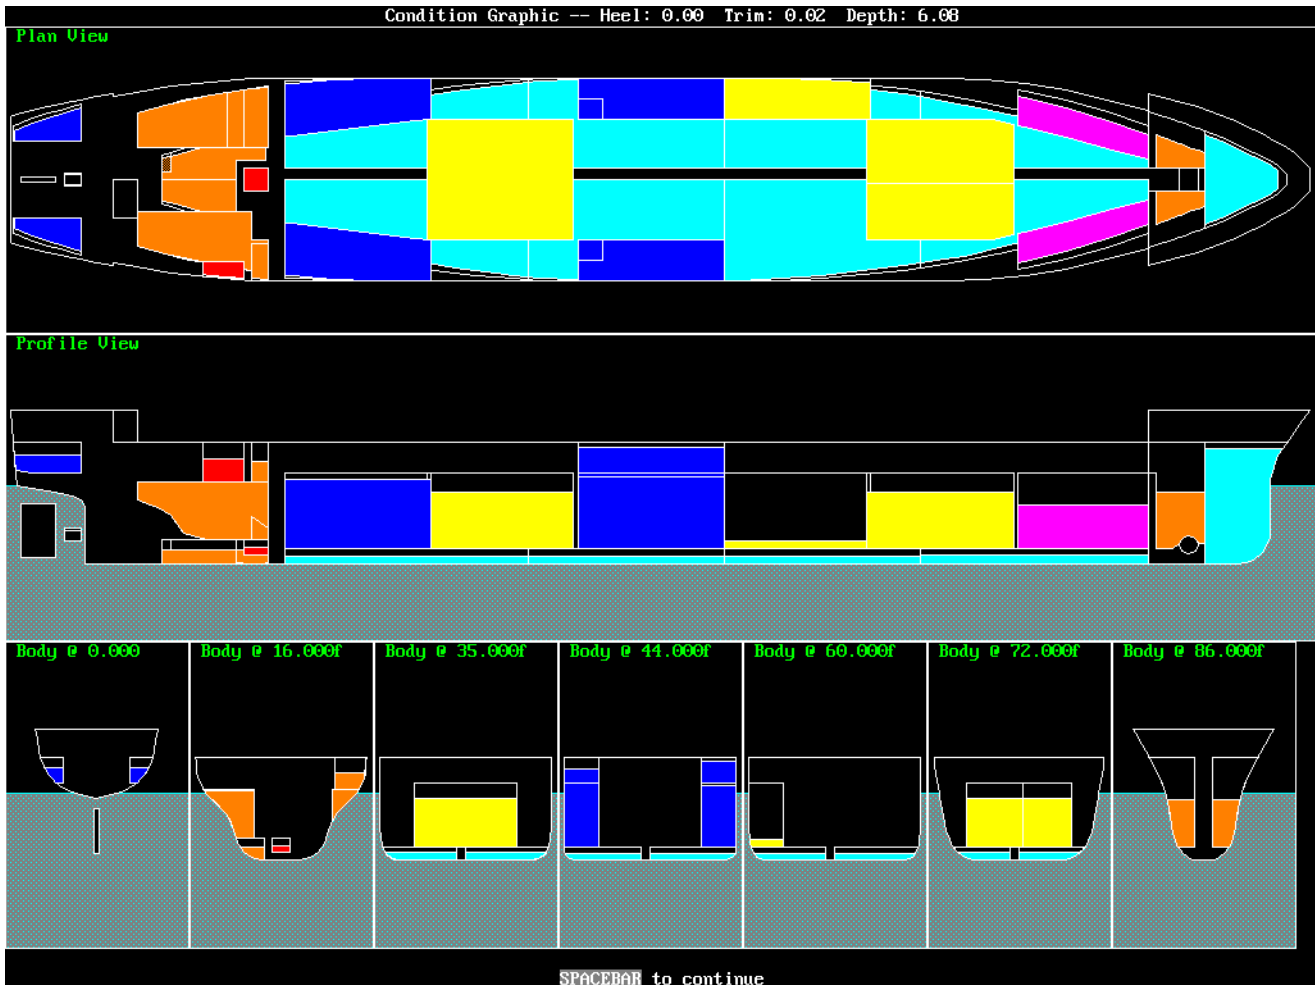 Condition Graphic -- Heel: 0.00  Trim: 0.02  Depth: 6.08
Plan View
Profile View
Body @ 0.000
Body @ 16.000f
Body @ 35.000f
Body @ 44.000f
Body @ 60.000f
Body @ 72.000f
Body @ 86.000f
SPACEBAR to continue